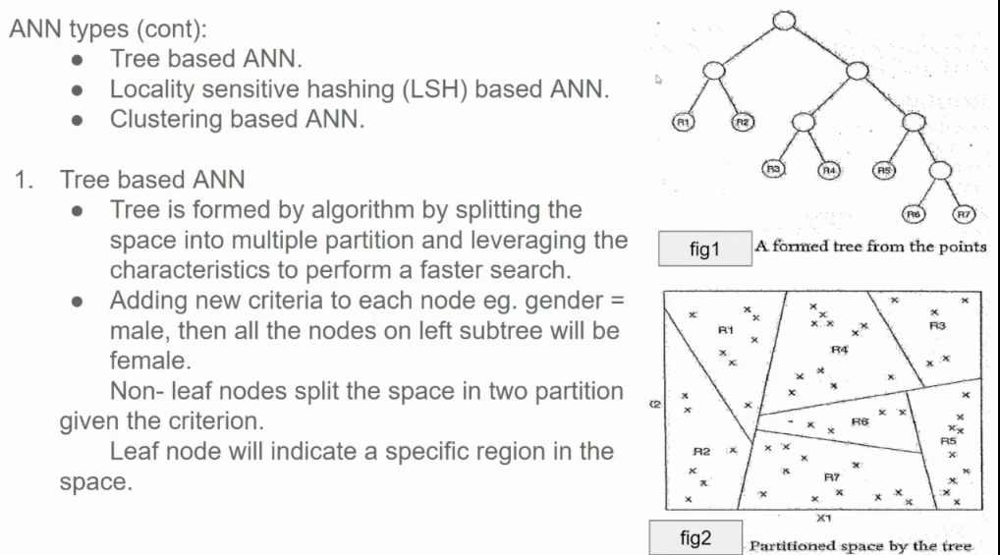 ANN types (cont):
● Tree based ANN.
● Locality sensitive hashing (LSH) based ANN.
● Clustering based ANN.
1. Tree based ANN
● Tree is formed by algorithm by splitting the
space into multiple partition and leveraging the
characteristics to perform a faster search.
● Adding new criteria to each node eg. gender =
male, then all the nodes on left subtree will be
female.
Non- leaf nodes split the space in two partition
given the criterion.
Leaf node will indicate a specific region in the
space.
R1 R2
R3 R4 R5
R6 R7
fig1 A formed tree from the points
R1 R3
R4
R6
R5
R2
R7
X1
fig2 Partitioned space by the tree